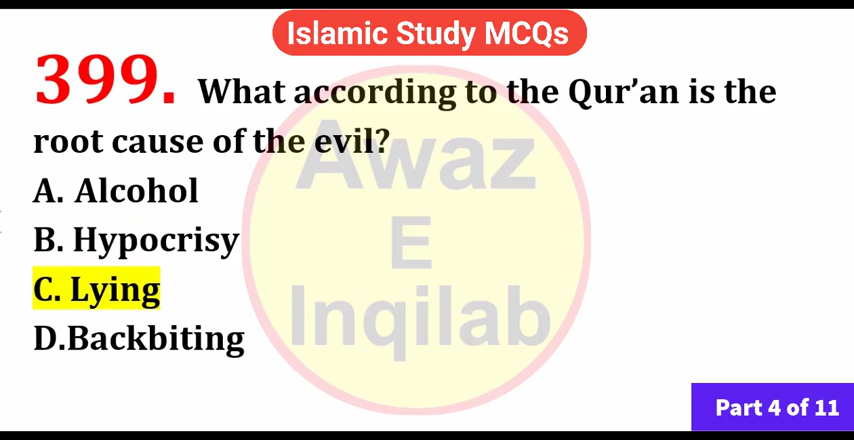 Islamic Study MCQs
399. What according to the Qur’an is the
root cause of the evil?
A. Alcohol
B. Hypocrisy
C. Lying
D.Backbiting
Awaz
E
Inqilab
Part 4 of 11